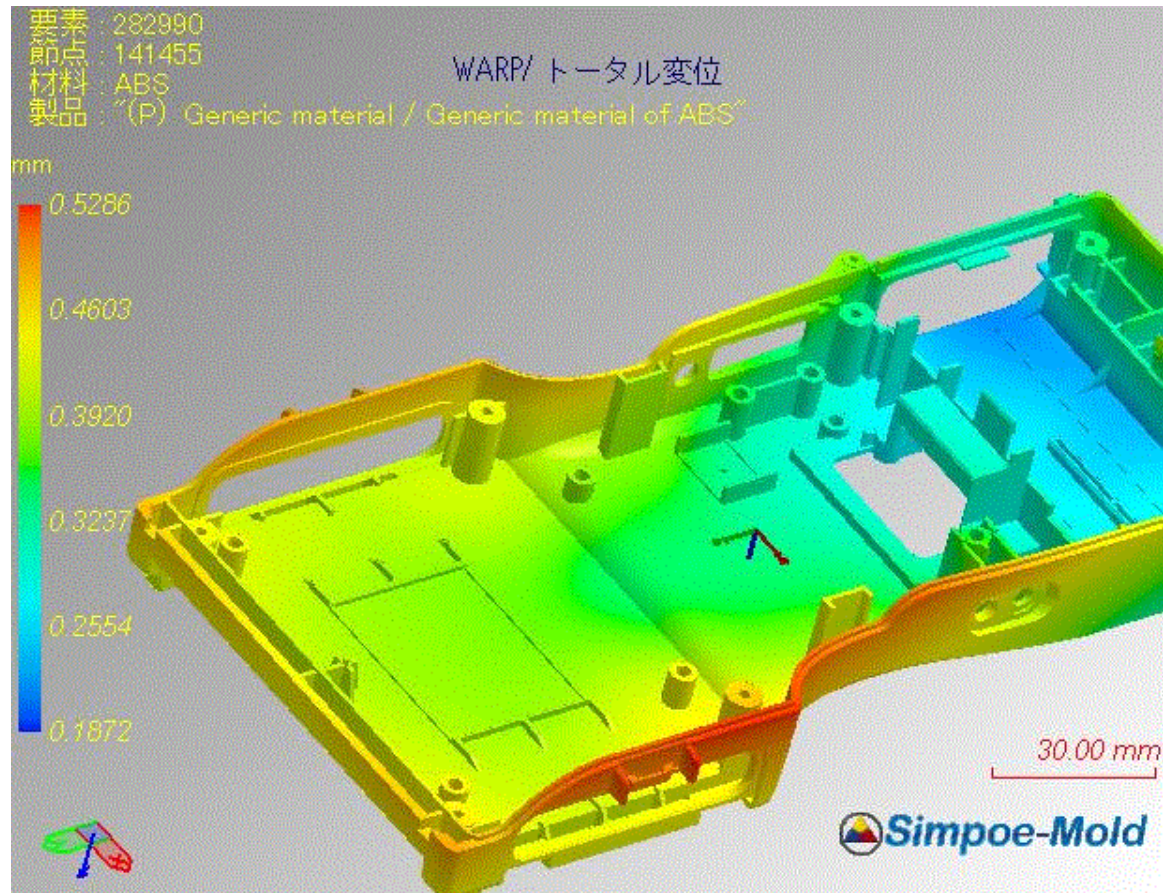 要素 : 282990
節点 : 141455
材料 : ABS
製品 : "(P) Generic material / Generic material of ABS"
WARP/ トータル変位
mm
0.5286
0.4603
0.3920
0.3237
0.2554
0.1872
30.00 mm
Simpoe-Mold